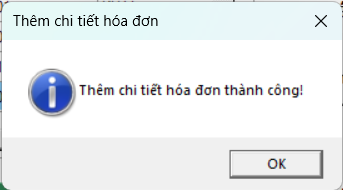 Thêm chi tiết hóa đơn
Thêm chi tiết hóa đơn thành công!
OK